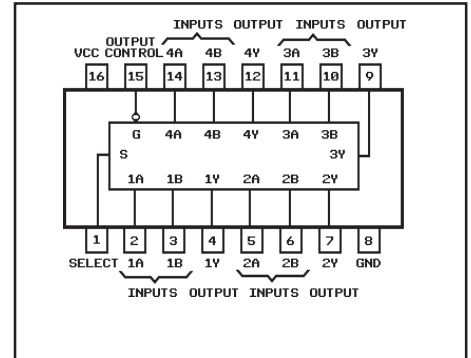 INPUTS OUTPUT INPUTS OUTPUT
OUTPUT
VCC CONTROL 4A 4B 4Y 3A 3B 3Y
16 15 14 13 12 11 10 9
G 4A 4B 4Y 3A 3B
S 3Y
1A 1B 1Y 2A 2B 2Y
1 2 3 4 5 6 7 8
SELECT 1A 1B 1Y 2A 2B 2Y GND
INPUTS OUTPUT INPUTS OUTPUT